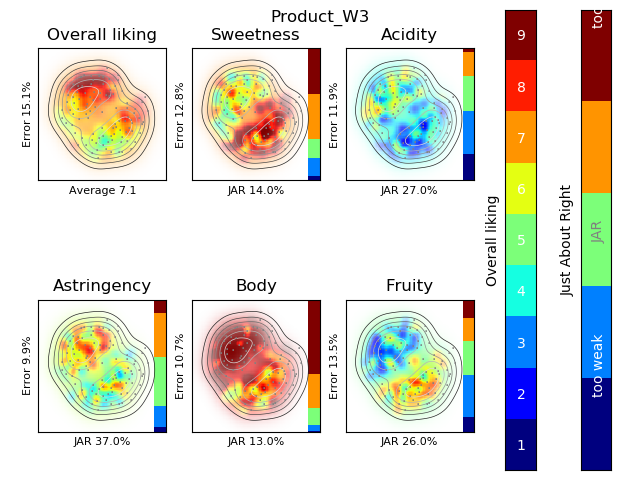 Product_W3
Overall liking
Sweetness
Acidity
Error 15.1%
Error 12.8%
Error 11.9%
Average 7.1
JAR 14.0%
JAR 27.0%
Astringency
Body
Fruity
Error 9.9%
Error 10.7%
Error 13.5%
JAR 37.0%
JAR 13.0%
JAR 26.0%
Overall liking
9
8
7
6
5
4
3
2
1
Just About Right
too
JAR
too weak